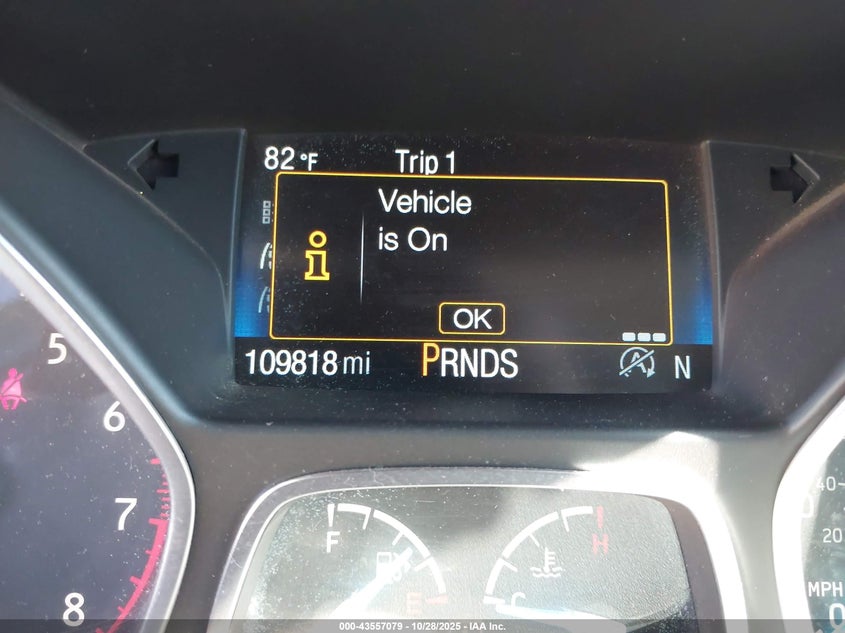 82 °F Trip 1
Vehicle
is On
OK
109818 mi PRNDS N
5
6
7
8
F
E
H
C
40
20
MPH
0
000-43557079 - 10/28/2025 - IAA Inc.